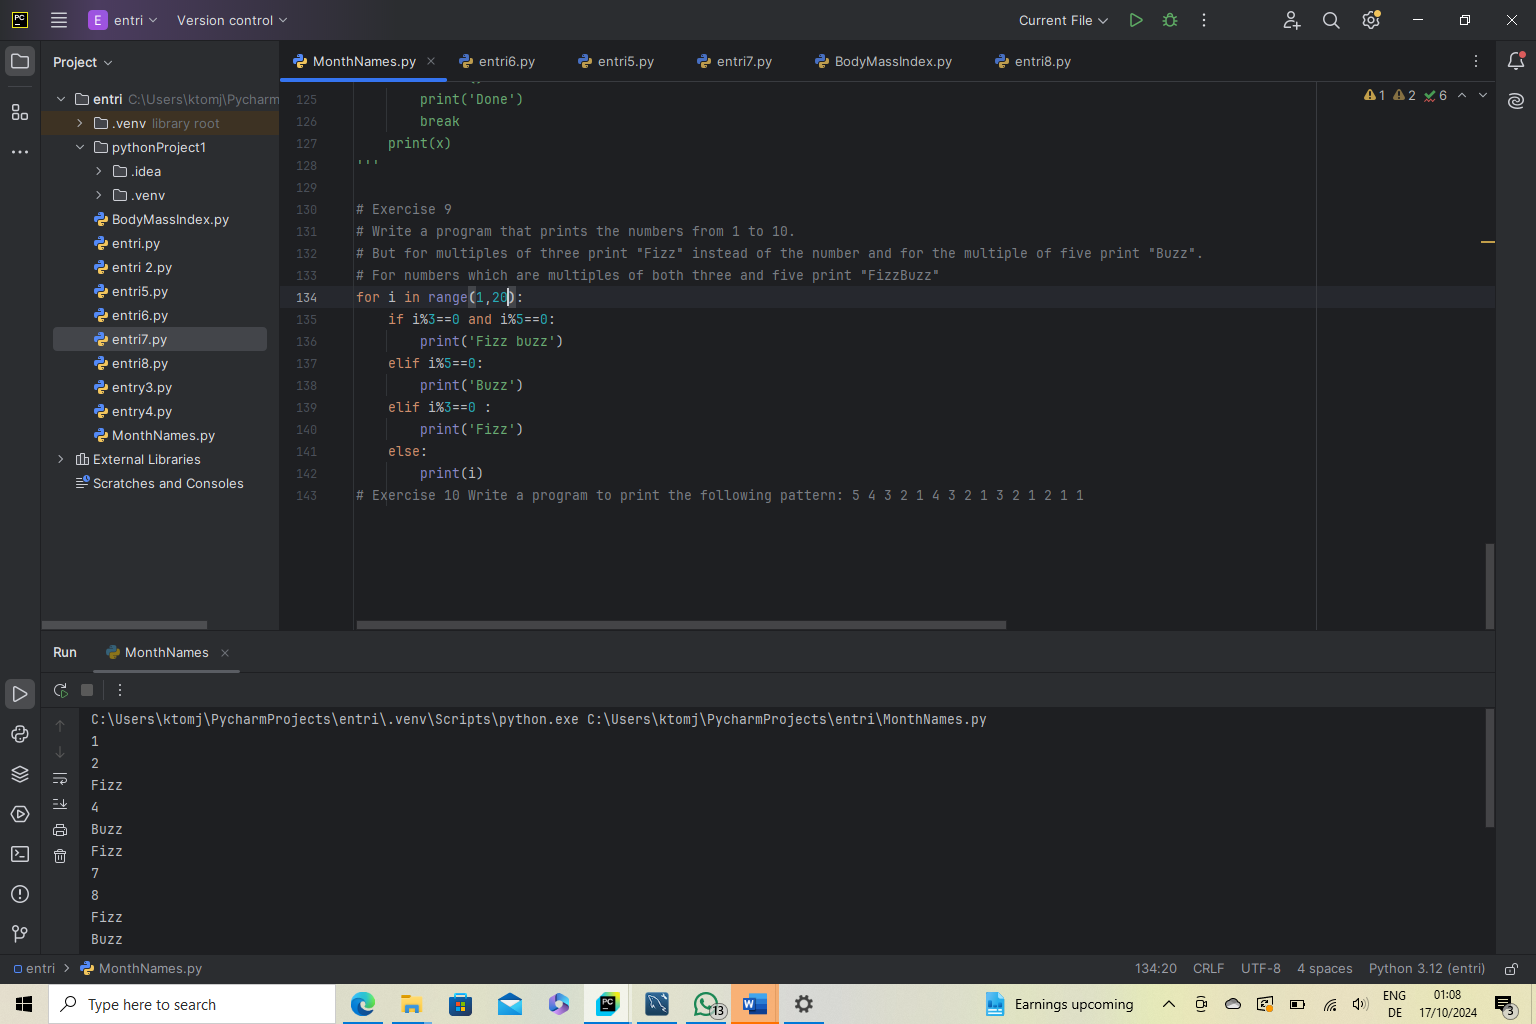 PC E entri Version control Current File
Project
MonthNames.py entri6.py entri5.py entri7.py BodyMassIndex.py entri8.py
entri C:\Users\ktomj\Pycharm
.venv library root
pythonProject1
.idea
.venv
BodyMassIndex.py
entri.py
entri 2.py
entri5.py
entri6.py
entri7.py
entri8.py
entry3.py
entry4.py
MonthNames.py
External Libraries
Scratches and Consoles
1 2 6
125 print('Done')
126 break
127 print(x)
128 '''
129
130 # Exercise 9
131 # Write a program that prints the numbers from 1 to 10.
132 # But for multiples of three print "Fizz" instead of the number and for the multiple of five print "Buzz".
133 # For numbers which are multiples of both three and five print "FizzBuzz"
134 for i in range(1,20):
135 if i%3==0 and i%5==0:
136 print('Fizz buzz')
137 elif i%5==0:
138 print('Buzz')
139 elif i%3==0 :
140 print('Fizz')
141 else:
142 print(i)
143 # Exercise 10 Write a program to print the following pattern: 5 4 3 2 1 4 3 2 1 3 2 1 2 1 1
Run MonthNames
C:\Users\ktomj\PycharmProjects\entri\.venv\Scripts\python.exe C:\Users\ktomj\PycharmProjects\entri\MonthNames.py
1
2
Fizz
4
Buzz
Fizz
7
8
Fizz
Buzz
entri MonthNames.py 134:20 CRLF UTF-8 4 spaces Python 3.12 (entri)
Type here to search PC 13 W Earnings upcoming ENG 01:08
DE 17/10/2024 3